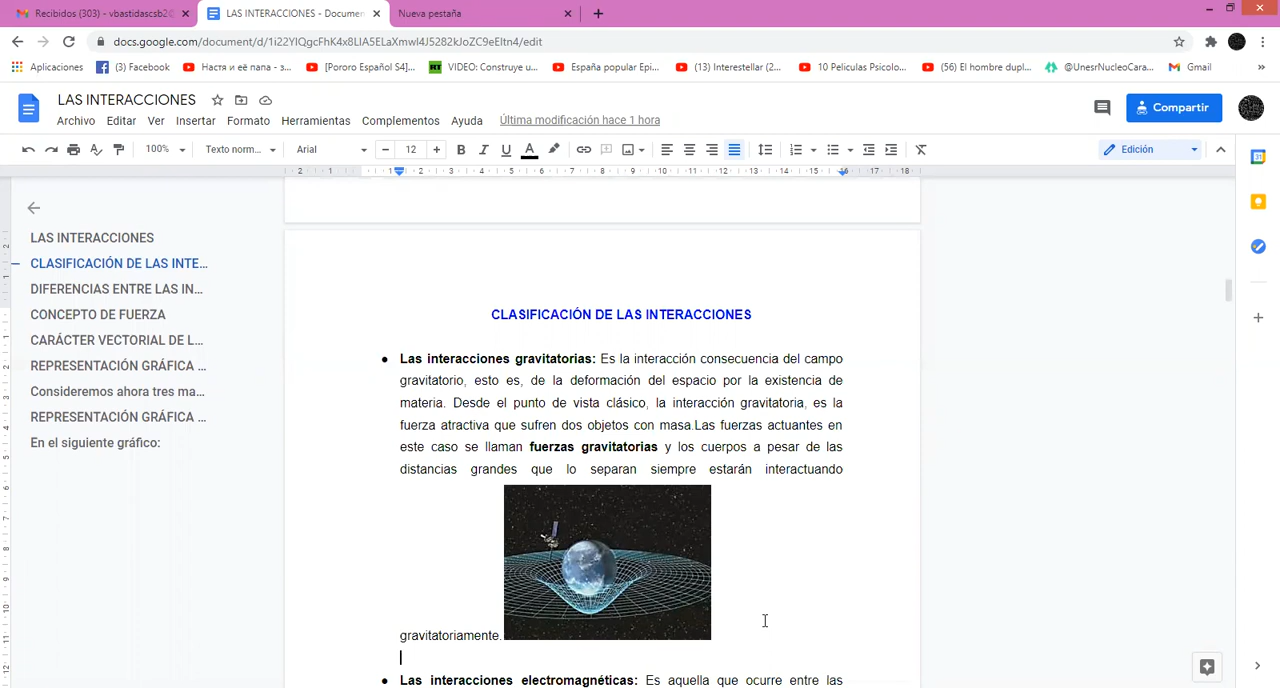 Recibidos (303) - vbastidascsb2
LAS INTERACCIONES - Documen
Nueva pestaña
docs.google.com/document/d/1i22YIQgcFhK4x8LIA5ELaXmwI4J5282kJoZC9eEltn4/edit
Aplicaciones
(3) Facebook
Настя и её папа - з...
[Pororo Español S4]...
VIDEO: Construye u...
España popular Epi...
(13) Interestellar (2...
10 Peliculas Psicolo...
(56) El hombre dupl...
@UnesrNucleoCara...
Gmail
LAS INTERACCIONES
Archivo Editar Ver Insertar Formato Herramientas Complementos Ayuda
Última modificación hace 1 hora
Compartir
100% Texto norm... Arial 12 Edición
LAS INTERACCIONES
CLASIFICACIÓN DE LAS INTE...
DIFERENCIAS ENTRE LAS IN...
CONCEPTO DE FUERZA
CARÁCTER VECTORIAL DE L...
REPRESENTACIÓN GRÁFICA ...
Consideremos ahora tres ma...
REPRESENTACIÓN GRÁFICA ...
En el siguiente gráfico:
CLASIFICACIÓN DE LAS INTERACCIONES
● Las interacciones gravitatorias: Es la interacción consecuencia del campo
gravitatorio, esto es, de la deformación del espacio por la existencia de
materia. Desde el punto de vista clásico, la interacción gravitatoria, es la
fuerza atractiva que sufren dos objetos con masa.Las fuerzas actuantes en
este caso se llaman fuerzas gravitatorias y los cuerpos a pesar de las
distancias grandes que lo separan siempre estarán interactuando
gravitatoriamente.
● Las interacciones electromagnéticas: Es aquella que ocurre entre las